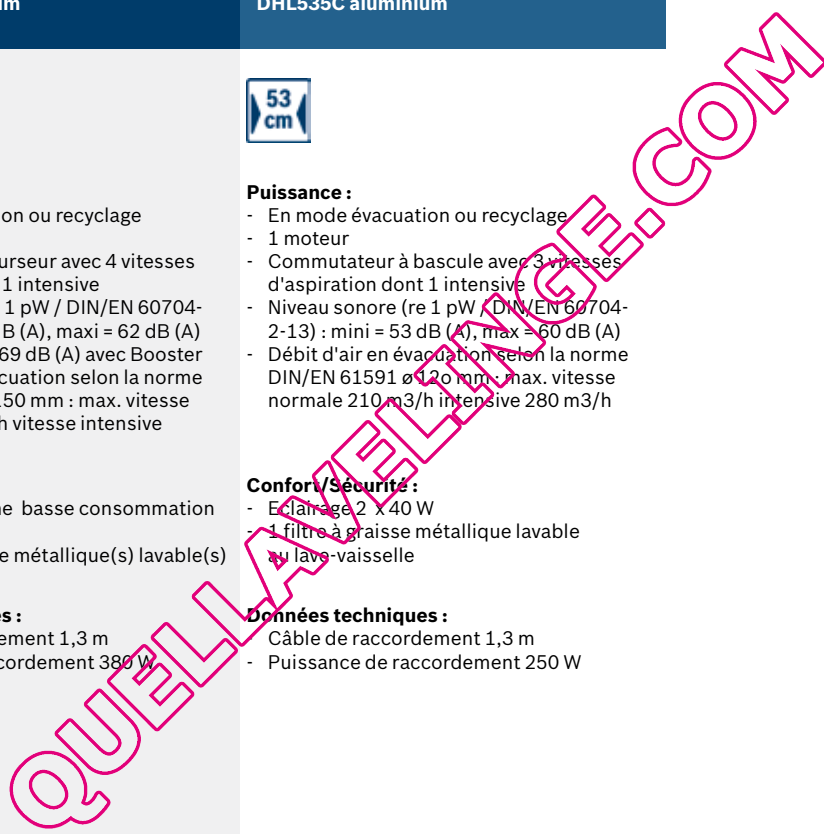 um
on ou recyclage
urseur avec 4 vitesses
1 intensive
1 pW / DIN/EN 60704-
B (A), maxi = 62 dB (A)
69 dB (A) avec Booster
cuation selon la norme
150 mm : max. vitesse
h vitesse intensive
ne basse consommation
e métallique(s) lavable(s)
s :
ement 1,3 m
cordement 380 W
DHL535C aluminium
53
cm
Puissance :
- En mode évacuation ou recyclage
- 1 moteur
- Commutateur à bascule avec 3 vitesses
d'aspiration dont 1 intensive
- Niveau sonore (re 1 pW / DIN/EN 60704-
2-13) : mini = 53 dB (A), max = 60 dB (A)
- Débit d'air en évacuation selon la norme
DIN/EN 61591 ø 12o mm : max. vitesse
normale 210 m3/h intensive 280 m3/h
Confort/Sécurité :
- Eclairage 2 x 40 W
- 1 filtre à graisse métallique lavable
au lave-vaisselle
Données techniques :
- Câble de raccordement 1,3 m
- Puissance de raccordement 250 W
QUELLAVELINGE.COM